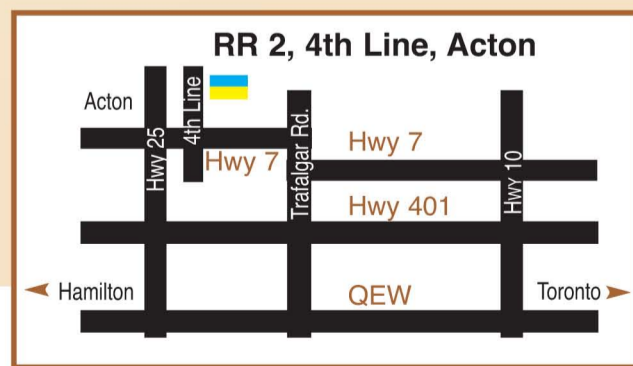 RR 2, 4th Line, Acton
Acton
Hwy 25
4th Line
Hwy 7
Trafalgar Rd.
Hwy 7
Hwy 10
Hwy 401
Hamilton
QEW
Toronto